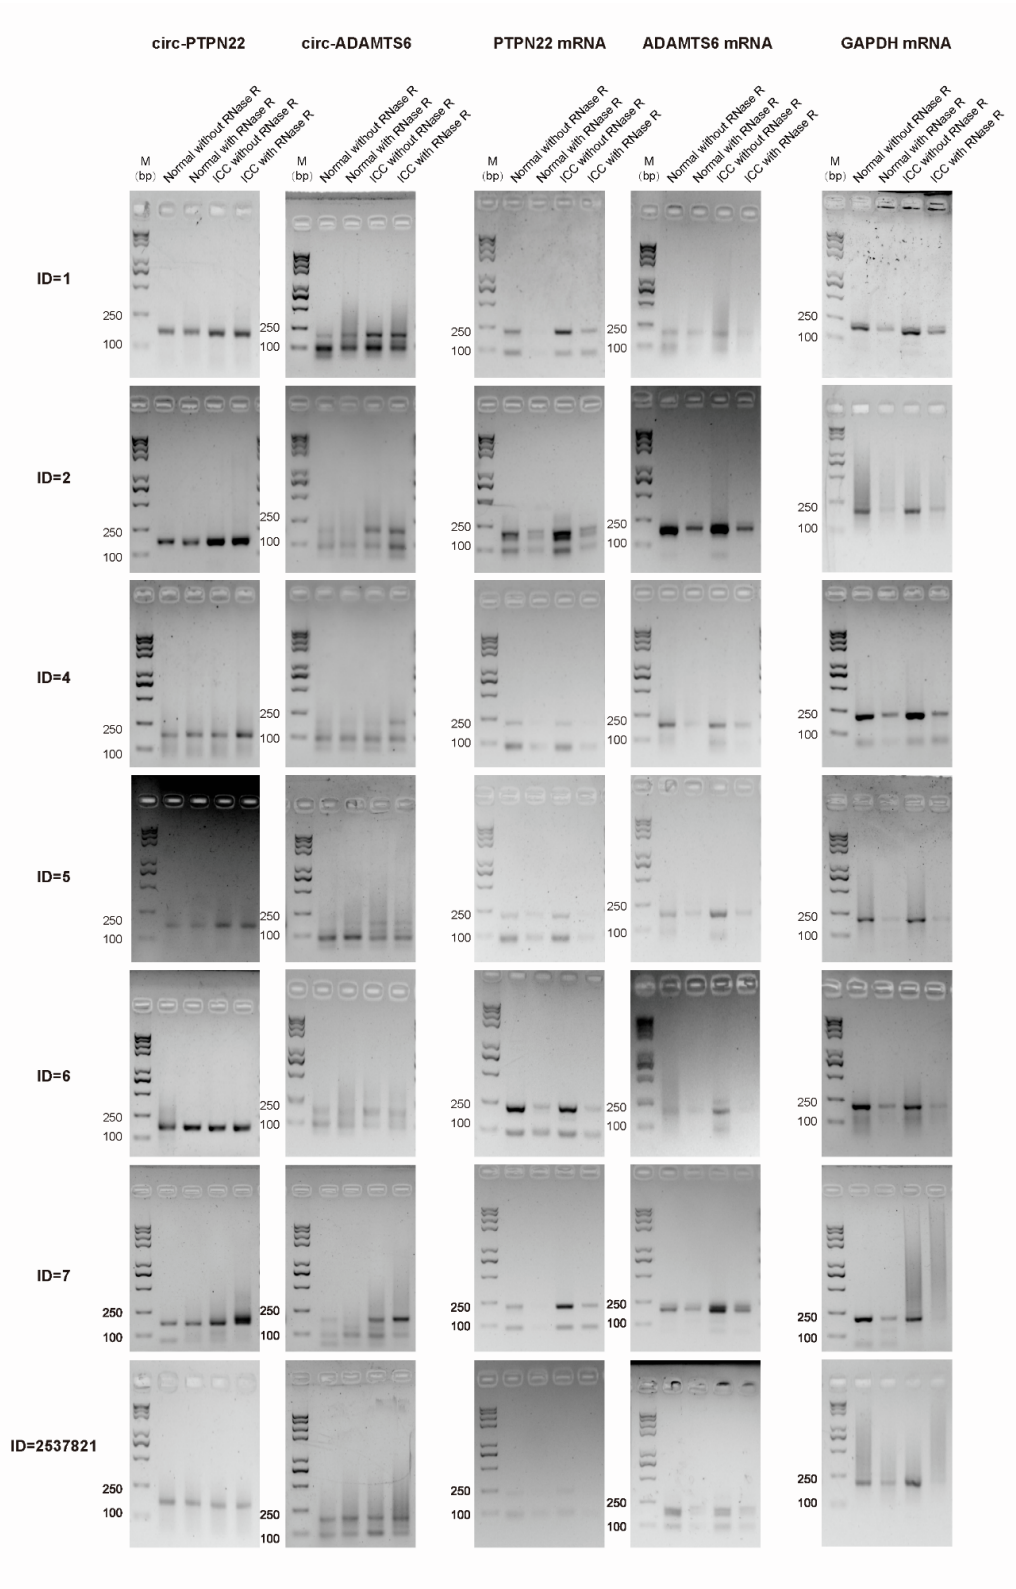 circ-PTPN22 circ-ADAMTS6 PTPN22 mRNA ADAMTS6 mRNA GAPDH mRNA
M (bp) Normal without RNase R Normal with RNase R ICC without RNase R ICC with RNase R
M (bp) Normal without RNase R Normal with RNase R ICC without RNase R ICC with RNase R
M (bp) Normal without RNase R Normal with RNase R ICC without RNase R ICC with RNase R
M (bp) Normal without RNase R Normal with RNase R ICC without RNase R ICC with RNase R
M (bp) Normal without RNase R Normal with RNase R ICC without RNase R ICC with RNase R
ID=1
250 250 250 250 250
100 100 100 100 100
ID=2
250 250 250 250 250
100 100 100 100 100
ID=4
250 250 250 250 250
100 100 100 100 100
ID=5
250 250 250 250 250
100 100 100 100 100
ID=6
250 250 250 250 250
100 100 100 100 100
ID=7
250 250 250 250 250
100 100 100 100 100
ID=2537821
250 250 250 250 250
100 100 100 100 100